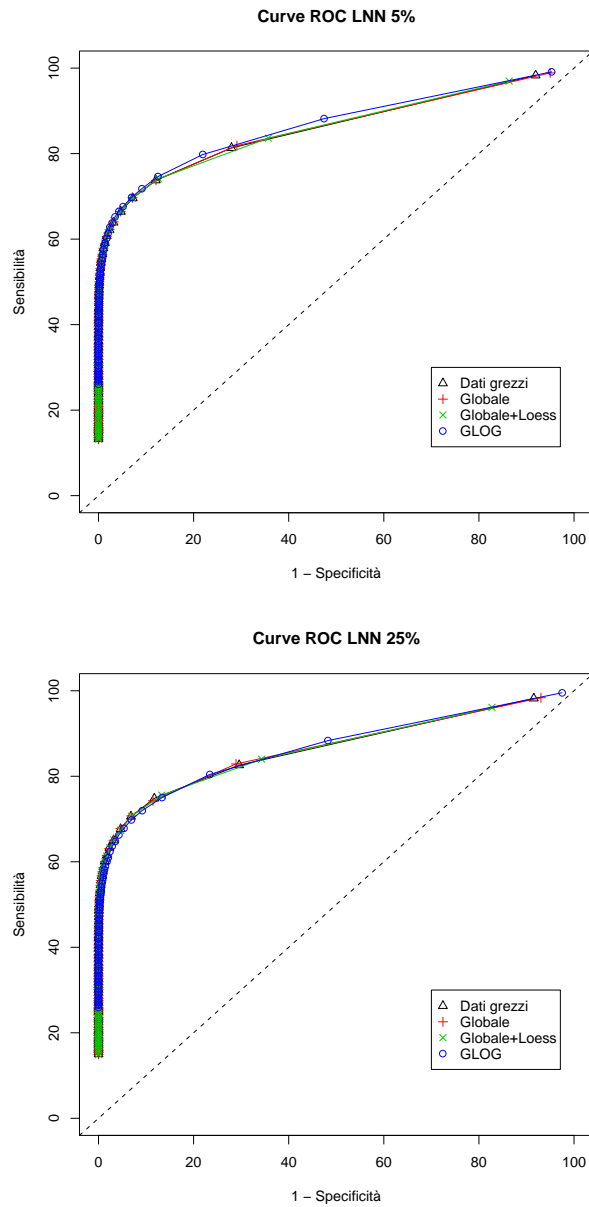 Curve ROC LNN 5%
Sensibilità
100
80
60
40
20
0
Dati grezzi
Globale
Globale+Loess
GLOG
0 20 40 60 80 100
1 − Specificità
Curve ROC LNN 25%
Sensibilità
100
80
60
40
20
0
Dati grezzi
Globale
Globale+Loess
GLOG
0 20 40 60 80 100
1 − Specificità